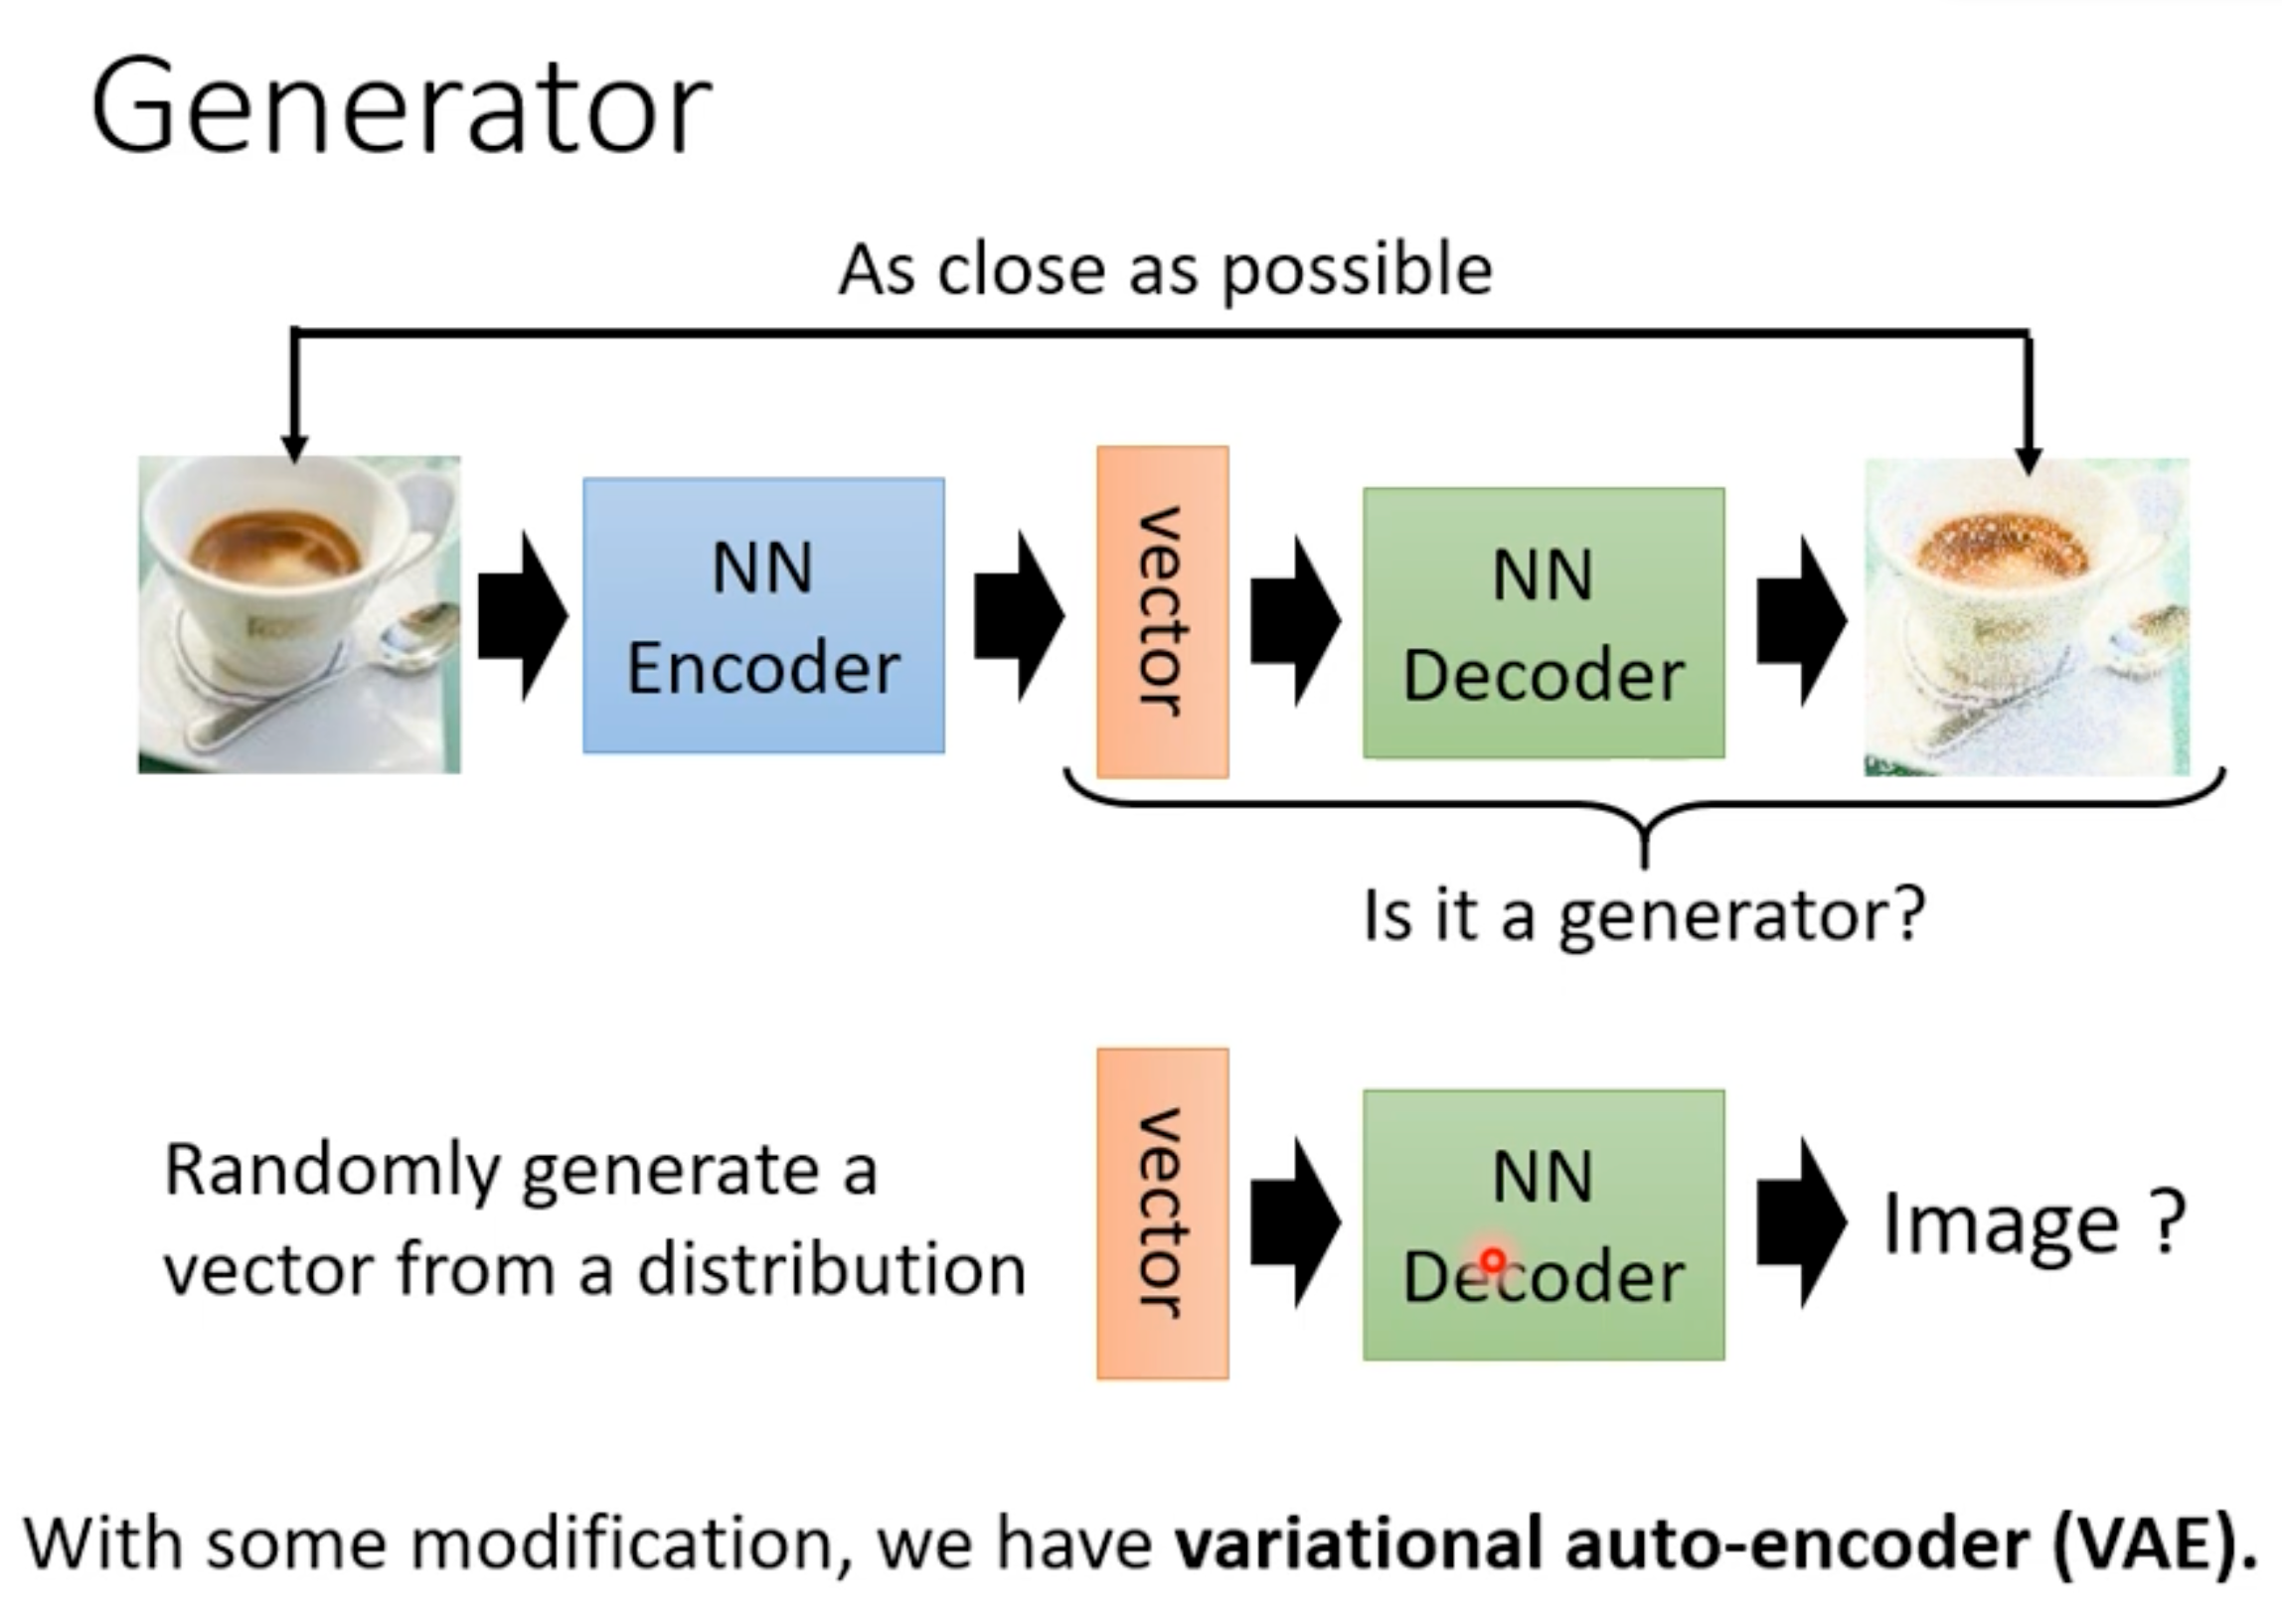 Generator
As close as possible
NN
Encoder
vector
NN
Decoder
Is it a generator?
Randomly generate a
vector from a distribution
vector
NN
Decoder
Image ?
With some modification, we have variational auto-encoder (VAE).